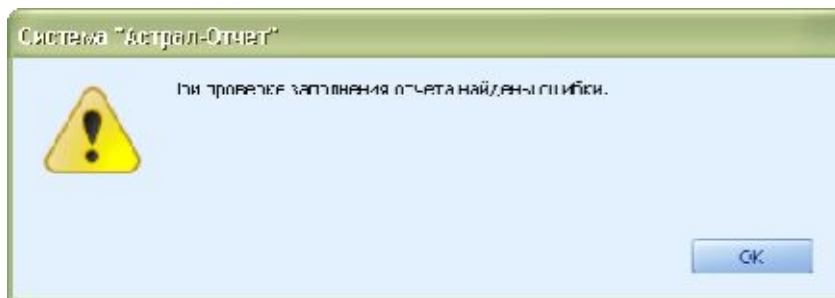 Система "Астрал-Отчет"
При проверке заполнения отчета найдены ошибки.
OK